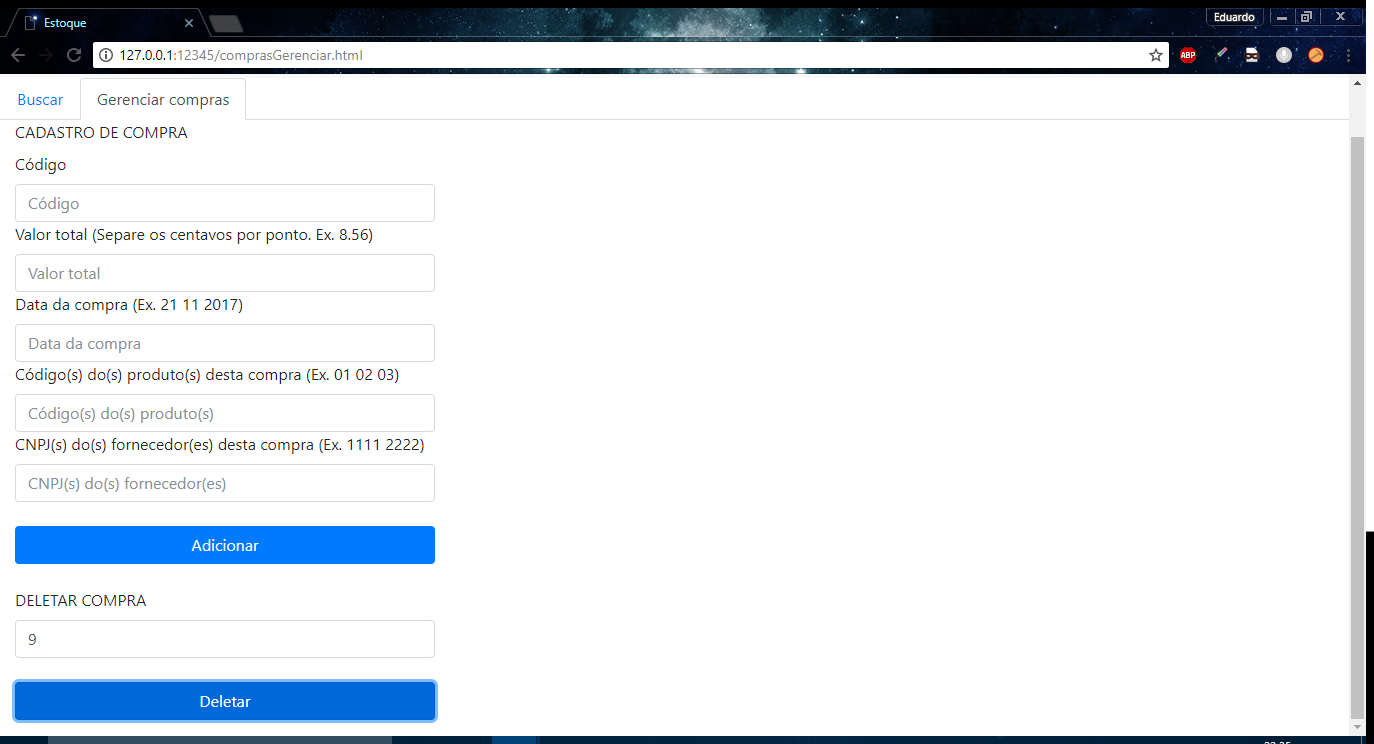 Estoque
Eduardo
127.0.0.1:12345/comprasGerenciar.html
ABP
Buscar
Gerenciar compras
CADASTRO DE COMPRA
Código
Código
Valor total (Separe os centavos por ponto. Ex. 8.56)
Valor total
Data da compra (Ex. 21 11 2017)
Data da compra
Código(s) do(s) produto(s) desta compra (Ex. 01 02 03)
Código(s) do(s) produto(s)
CNPJ(s) do(s) fornecedor(es) desta compra (Ex. 1111 2222)
CNPJ(s) do(s) fornecedor(es)
Adicionar
DELETAR COMPRA
9
Deletar